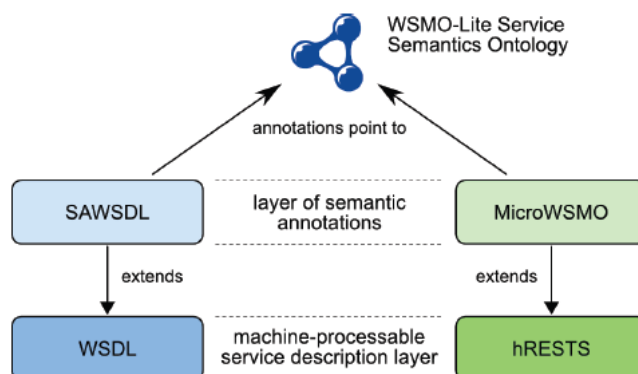 WSMO-Lite Service
Semantics Ontology
annotations point to
SAWSDL
layer of semantic
annotations
MicroWSMO
extends
extends
WSDL
machine-processable
service description layer
hRESTS